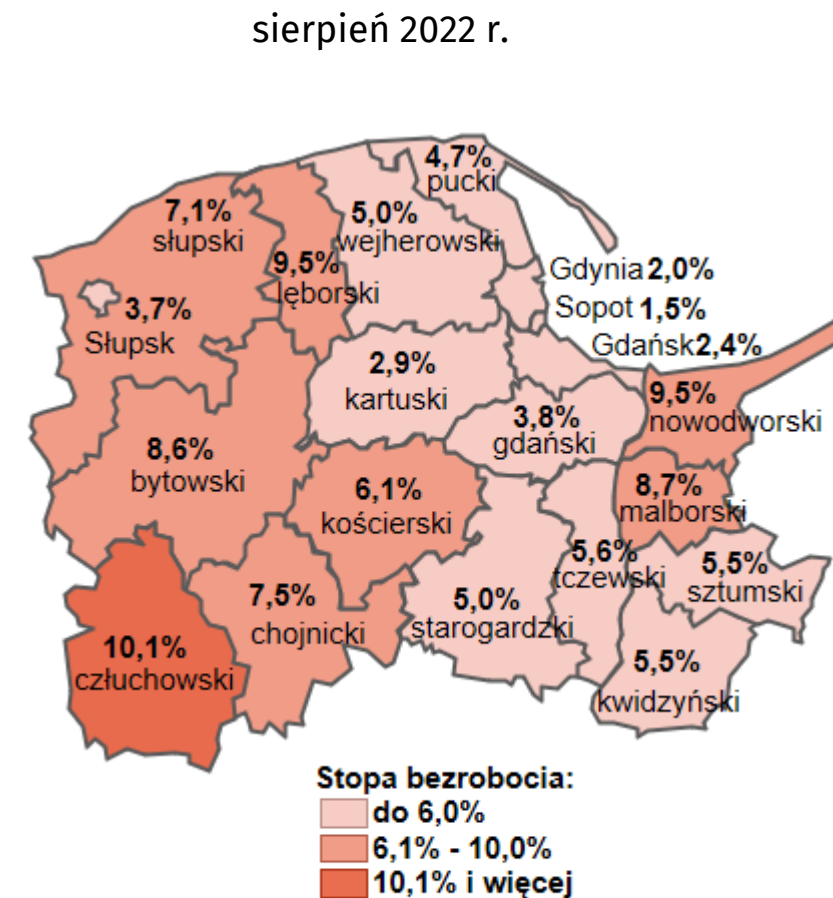 sierpień 2022 r.
4,7%
pucki
7,1%
słupski
5,0%
wejherowski
9,5%
lęborski
Gdynia 2,0%
Sopot 1,5%
Gdańsk 2,4%
3,7%
Słupsk
2,9%
kartuski
3,8%
gdański
9,5%
nowodworski
8,6%
bytowski
6,1%
kościerski
8,7%
malborski
5,6%
tczewski
5,5%
sztumski
7,5%
chojnicki
5,0%
starogardzki
10,1%
człuchowski
5,5%
kwidzyński
Stopa bezrobocia:
do 6,0%
6,1% - 10,0%
10,1% i więcej